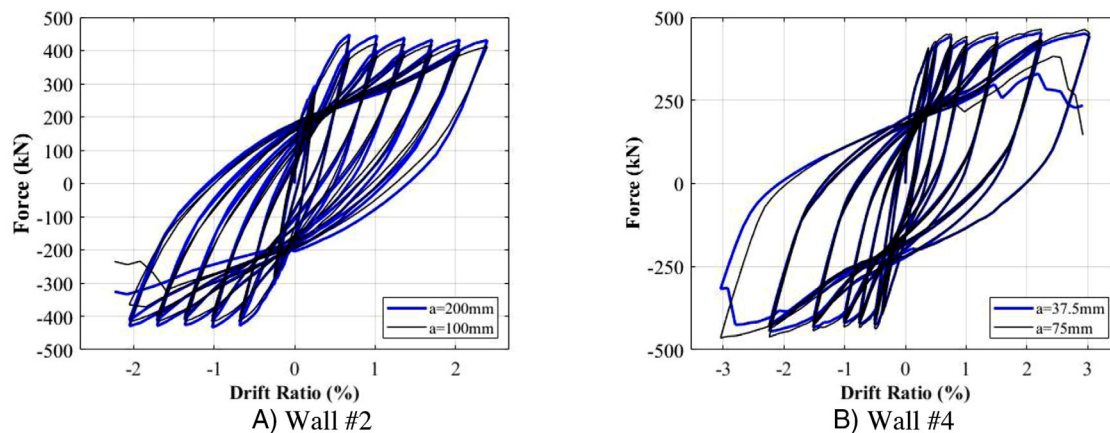 500
400
300
200
100
0
-100
-200
-300
-400
-500
Force (kN)
-2
-1
0
1
2
Drift Ratio (%)
a=200mm
a=100mm
A) Wall #2
500
250
0
-250
-500
Force (kN)
-3
-2
-1
0
1
2
3
Drift Ratio (%)
a=37.5mm
a=75mm
B) Wall #4